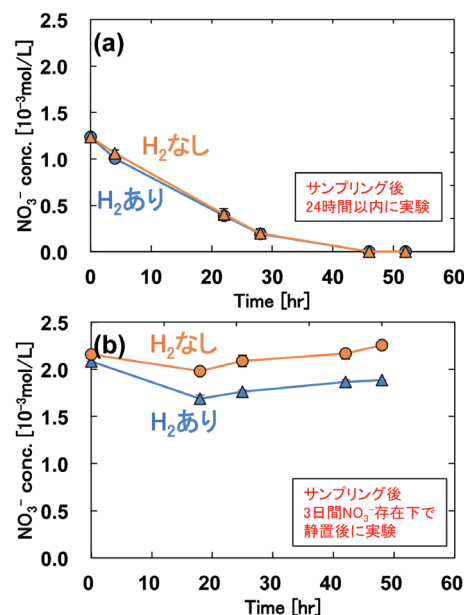 (a)
NO₃⁻ conc. [10⁻³mol/L]
2.5
2.0
1.5
1.0
0.5
0.0
H₂なし
H₂あり
サンプリング後
24時間以内に実験
0 10 20 30 40 50 60
Time [hr]
(b)
NO₃⁻ conc. [10⁻³mol/L]
2.5
2.0
1.5
1.0
0.5
0.0
H₂なし
H₂あり
サンプリング後
3日間NO₃⁻存在下で
静置後に実験
0 10 20 30 40 50 60
Time [hr]